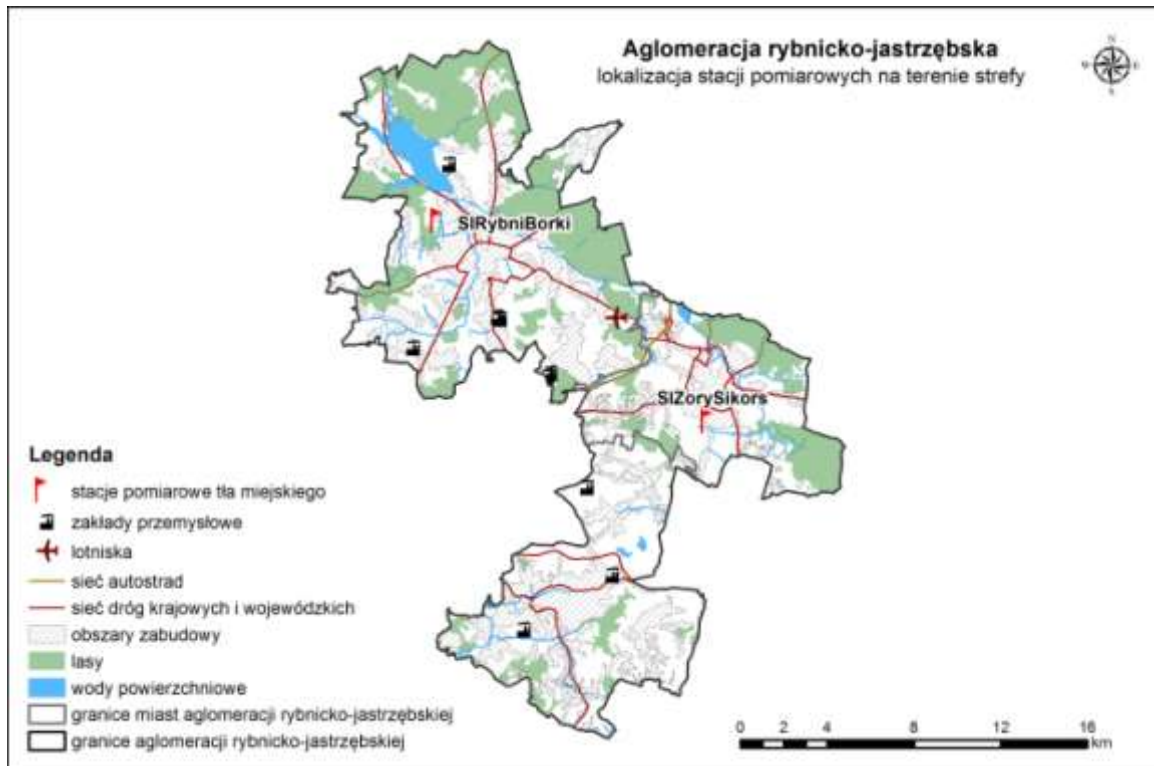 Aglomeracja rybnicko-jastrzębska
lokalizacja stacji pomiarowych na terenie strefy
N
S
SIRybniBorki
SIZorySikors
Legenda
stacje pomiarowe tła miejskiego
zakłady przemysłowe
lotniska
sieć autostrad
sieć dróg krajowych i wojewódzkich
obszary zabudowy
lasy
wody powierzchniowe
granice miast aglomeracji rybnicko-jastrzębskiej
granice aglomeracji rybnicko-jastrzębskiej
0 2 4 8 12 16
km